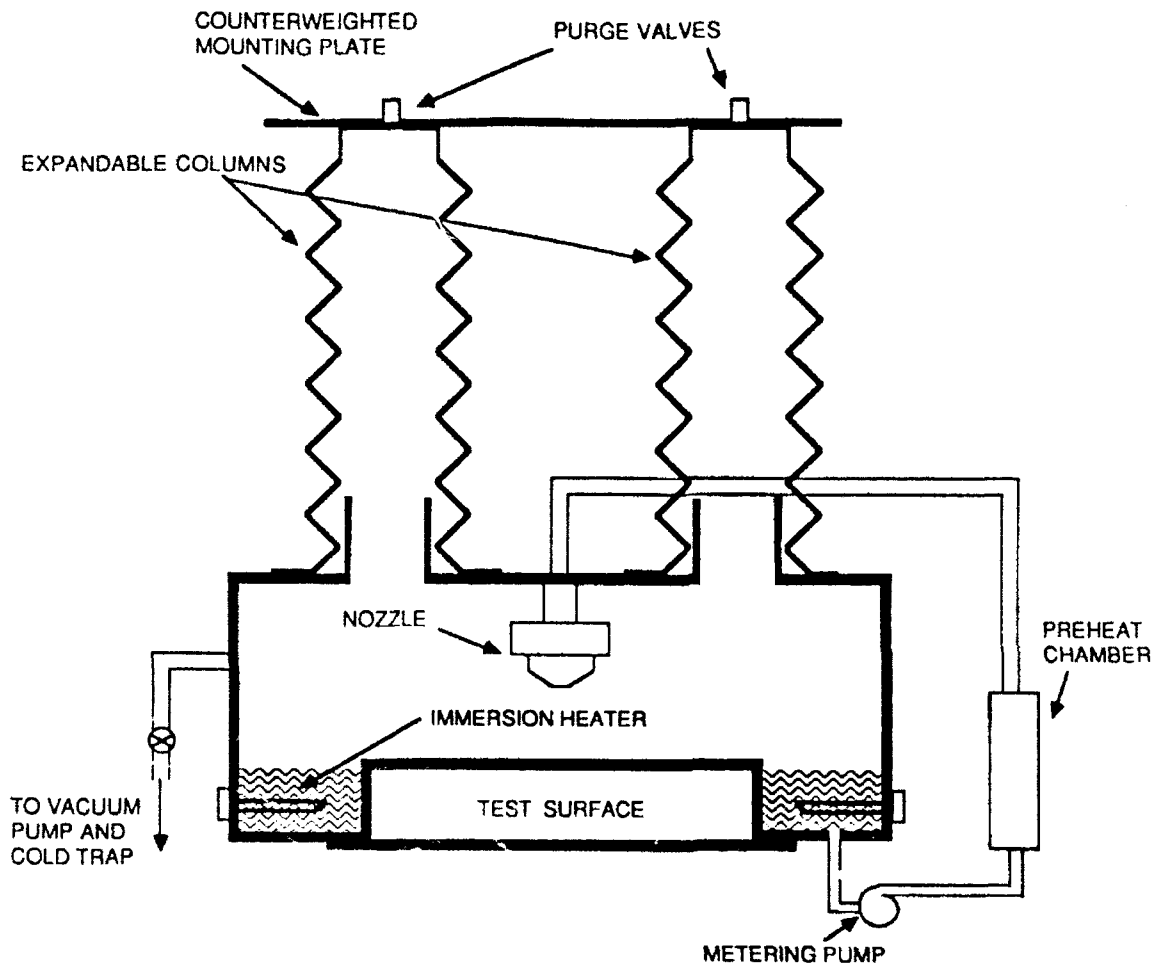 COUNTERWEIGHTED
MOUNTING PLATE
PURGE VALVES
EXPANDABLE COLUMNS
NOZZLE
PREHEAT
CHAMBER
IMMERSION HEATER
TEST SURFACE
TO VACUUM
PUMP AND
COLD TRAP
METERING PUMP